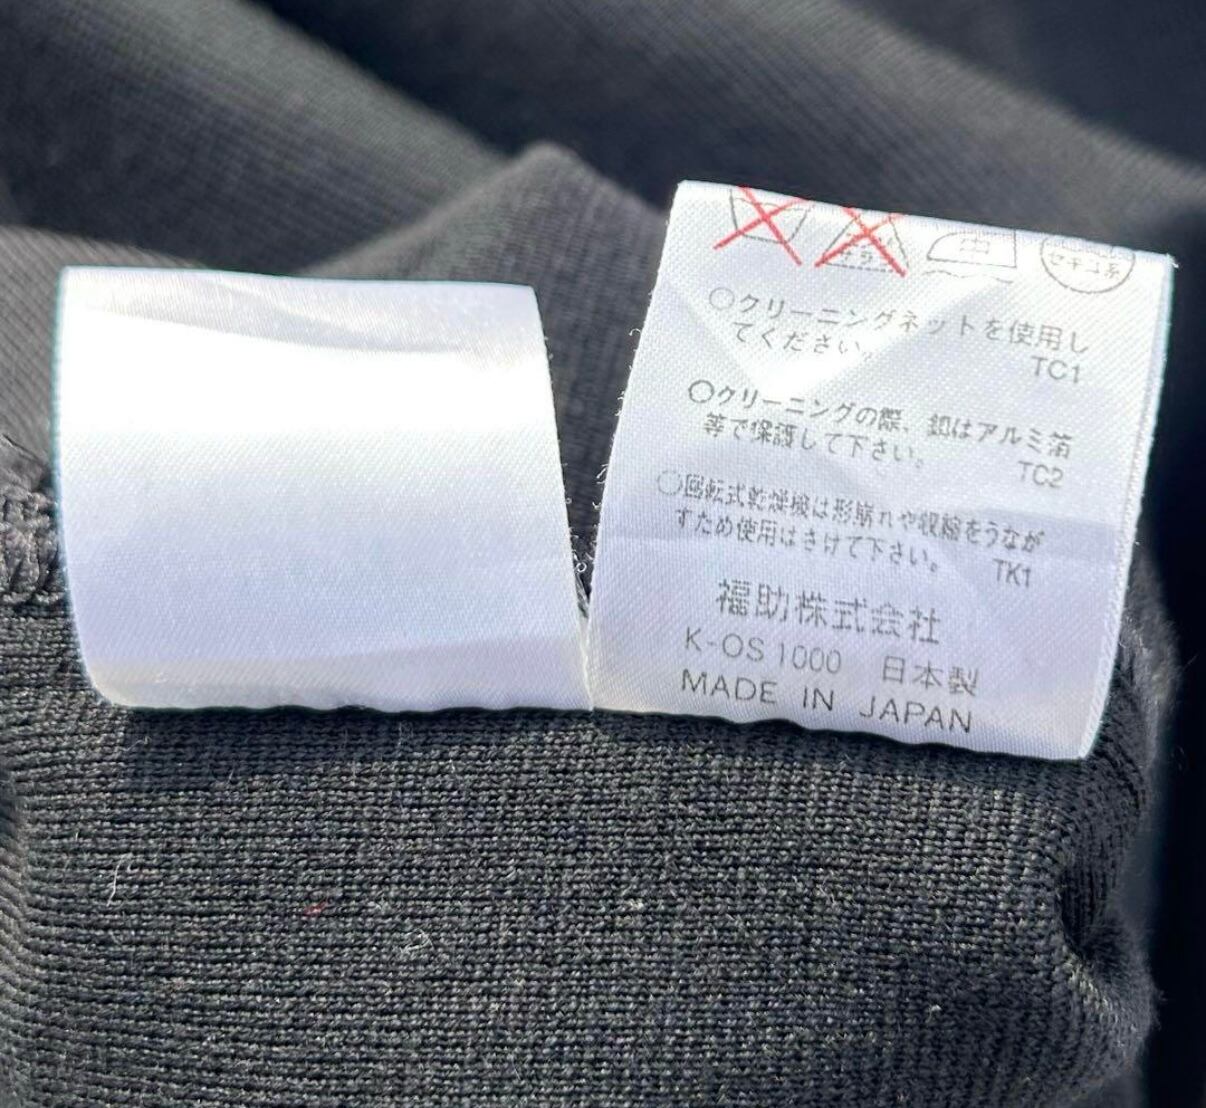 中
セキユ系
○クリーニングネットを使用し
てください。
TC1
○クリーニングの際、釦はアルミ箔
等で保護して下さい。
TC2
○回転式乾燥機は形崩れや収縮をうなが
すため使用はさけて下さい。
TK1
福助株式会社
K-OS 1000 日本製
MADE IN JAPAN